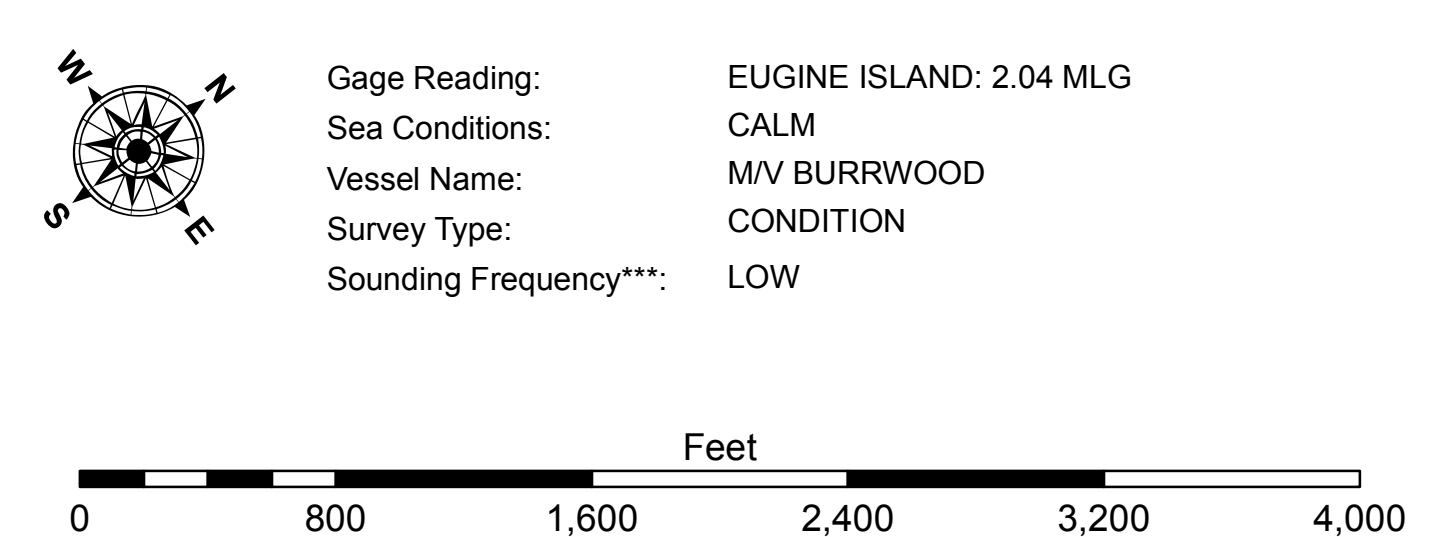 W
N
S
E
Gage Reading: EUGINE ISLAND: 2.04 MLG
Sea Conditions: CALM
Vessel Name: M/V BURRWOOD
Survey Type: CONDITION
Sounding Frequency***: LOW
Feet
0 800 1,600 2,400 3,200 4,000